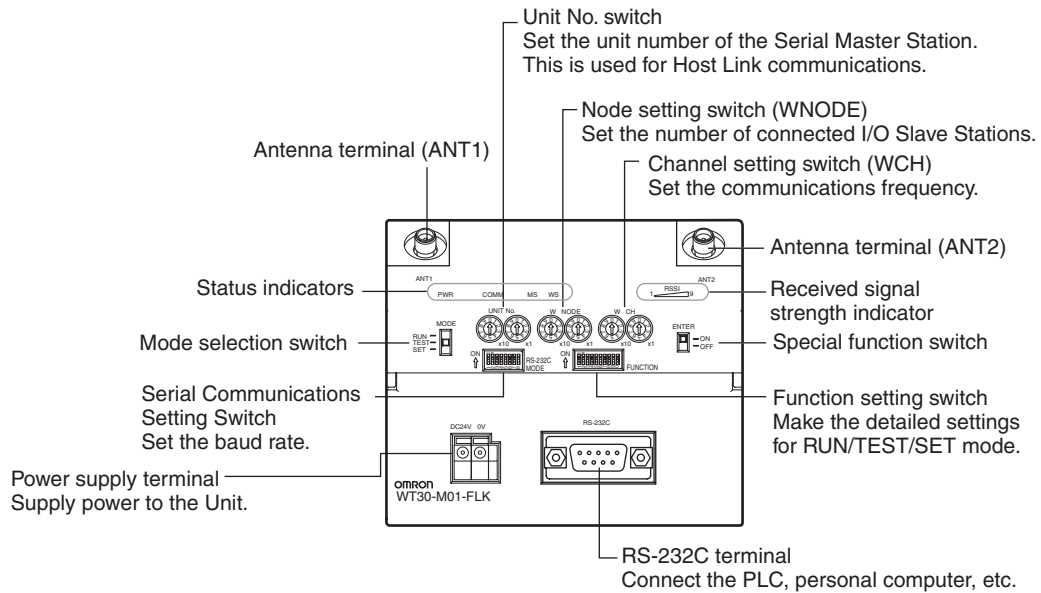 Unit No. switch
Set the unit number of the Serial Master Station.
This is used for Host Link communications.
Node setting switch (WNODE)
Set the number of connected I/O Slave Stations.
Antenna terminal (ANT1)
Channel setting switch (WCH)
Set the communications frequency.
Antenna terminal (ANT2)
Status indicators
ANT1
PWR COMM MS WS
RSSI
1 9
ANT2
Received signal
strength indicator
Mode selection switch
MODE
RUN
TEST
SET
UNIT No.
x10 x1
W NODE
x10 x1
W CH
x10 x1
ENTER
ON
OFF
Special function switch
ON
RS-232C
MODE
ON
FUNCTION
Serial Communications
Setting Switch
Set the baud rate.
Function setting switch
Make the detailed settings
for RUN/TEST/SET mode.
DC24V 0V
RS-232C
Power supply terminal
Supply power to the Unit.
OMRON
WT30-M01-FLK
RS-232C terminal
Connect the PLC, personal computer, etc.